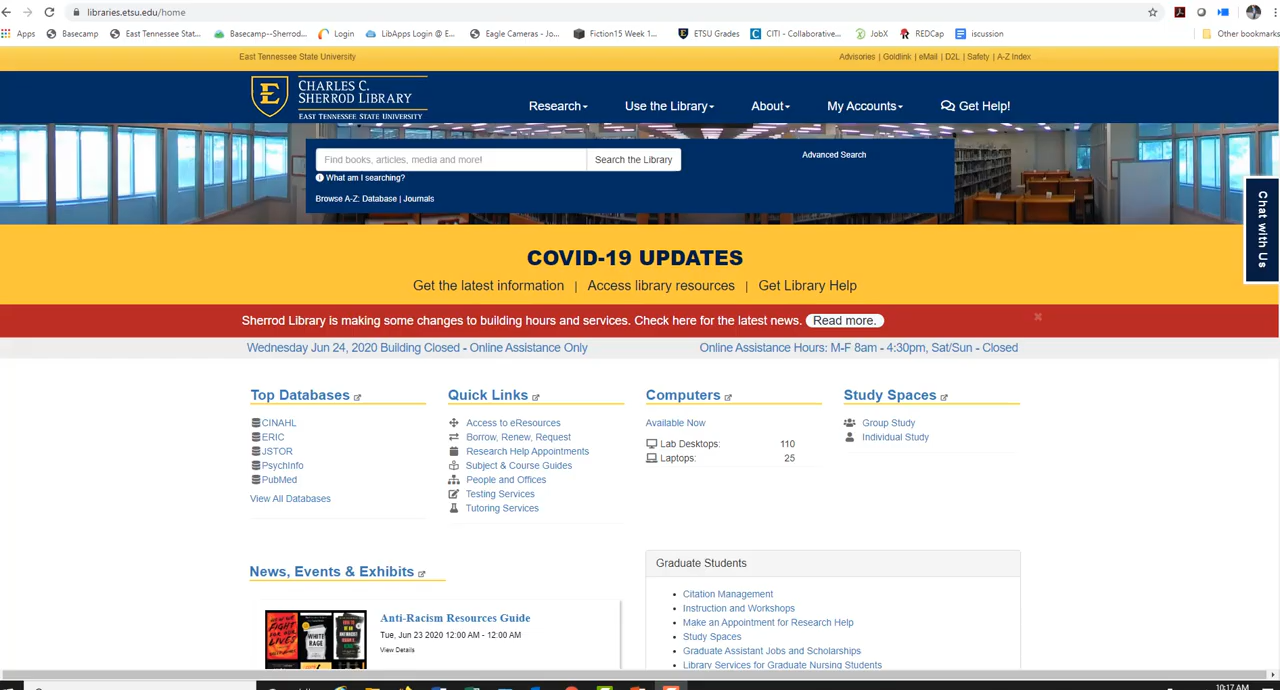 libraries.etsu.edu/home
Apps Basecamp East Tennessee Stat... Basecamp--Sherrod... Login LibApps Login @ E... Eagle Cameras - Jo... Fiction15 Week 1... ETSU Grades CITI - Collaborative... JobX REDCap iscussion Other bookmarks
East Tennessee State University Advisories | Goldlink | eMail | D2L | Safety | A-Z Index
CHARLES C.
SHERROD LIBRARY
EAST TENNESSEE STATE UNIVERSITY
Research Use the Library About My Accounts Get Help!
Find books, articles, media and more! Search the Library Advanced Search
What am I searching?
Browse A-Z: Database | Journals
Chat with Us
COVID-19 UPDATES
Get the latest information | Access library resources | Get Library Help
Sherrod Library is making some changes to building hours and services. Check here for the latest news. Read more.
Wednesday Jun 24, 2020 Building Closed - Online Assistance Only Online Assistance Hours: M-F 8am - 4:30pm, Sat/Sun - Closed
Top Databases
CINAHL
ERIC
JSTOR
PsychInfo
PubMed
View All Databases
Quick Links
Access to eResources
Borrow, Renew, Request
Research Help Appointments
Subject & Course Guides
People and Offices
Testing Services
Tutoring Services
Computers
Available Now
Lab Desktops: 110
Laptops: 25
Study Spaces
Group Study
Individual Study
News, Events & Exhibits
WHITE
RAGE
Anti-Racism Resources Guide
Tue, Jun 23 2020 12:00 AM - 12:00 AM
View Details
Graduate Students
Citation Management
Instruction and Workshops
Make an Appointment for Research Help
Study Spaces
Graduate Assistant Jobs and Scholarships
Library Services for Graduate Nursing Students
10:17 AM